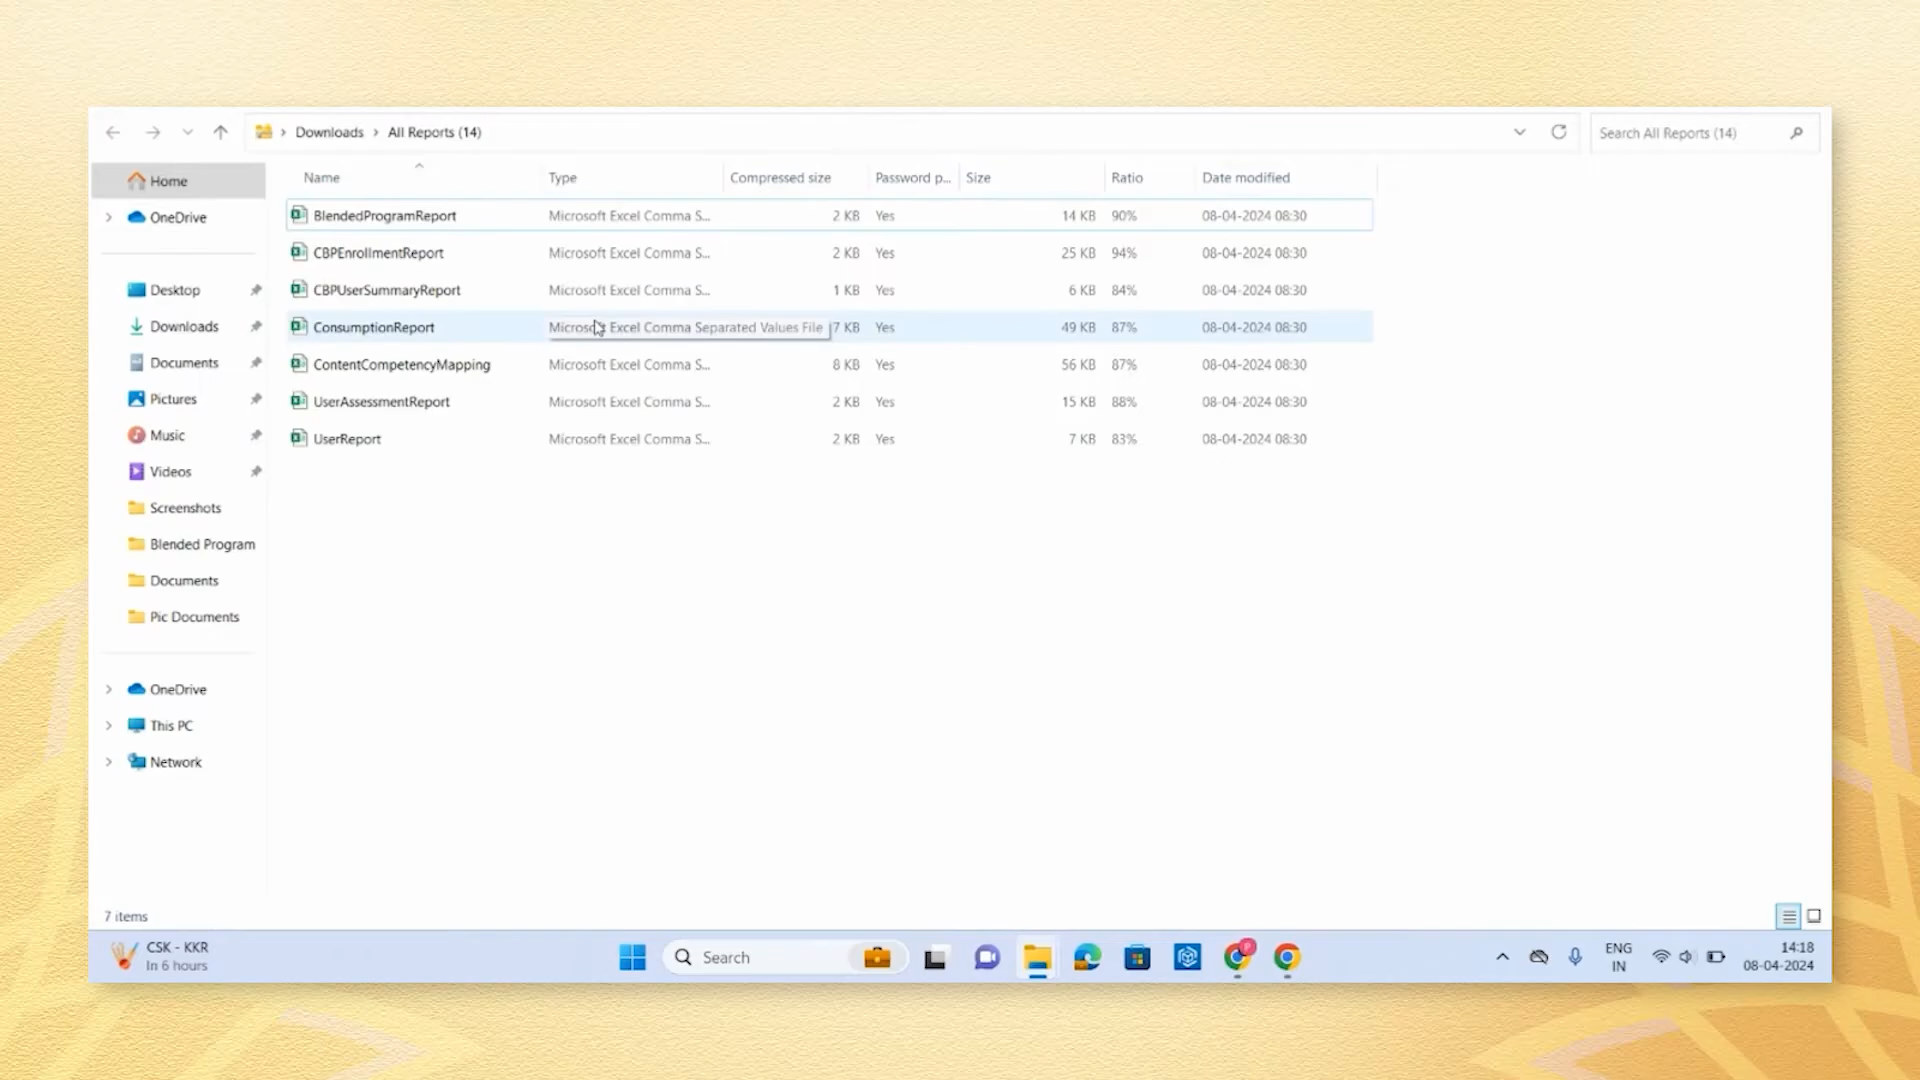 Downloads > All Reports (14)
Search All Reports (14)
Home
OneDrive
Desktop
Downloads
Documents
Pictures
Music
Videos
Screenshots
Blended Program
Documents
Pic Documents
OneDrive
This PC
Network
Name Type Compressed size Password p... Size Ratio Date modified
BlendedProgramReport Microsoft Excel Comma S... 2 KB Yes 14 KB 90% 08-04-2024 08:30
CBPEnrollmentReport Microsoft Excel Comma S... 2 KB Yes 25 KB 94% 08-04-2024 08:30
CBPUserSummaryReport Microsoft Excel Comma S... 1 KB Yes 6 KB 84% 08-04-2024 08:30
ConsumptionReport Microsoft Excel Comma Separated Values File 7 KB Yes 49 KB 87% 08-04-2024 08:30
ContentCompetencyMapping Microsoft Excel Comma S... 8 KB Yes 56 KB 87% 08-04-2024 08:30
UserAssessmentReport Microsoft Excel Comma S... 2 KB Yes 15 KB 88% 08-04-2024 08:30
UserReport Microsoft Excel Comma S... 2 KB Yes 7 KB 83% 08-04-2024 08:30
7 items
CSK - KKR
In 6 hours
Search
ENG
IN
14:18
08-04-2024